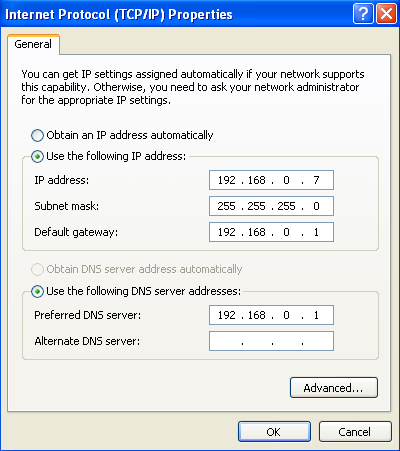 Internet Protocol (TCP/IP) Properties
General
You can get IP settings assigned automatically if your network supports
this capability. Otherwise, you need to ask your network administrator
for the appropriate IP settings.
Obtain an IP address automatically
Use the following IP address:
IP address: 192 . 168 . 0 . 7
Subnet mask: 255 . 255 . 255 . 0
Default gateway: 192 . 168 . 0 . 1
Obtain DNS server address automatically
Use the following DNS server addresses:
Preferred DNS server: 192 . 168 . 0 . 1
Alternate DNS server: . . .
Advanced...
OK Cancel